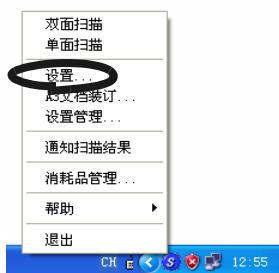 双面扫描
单面扫描
设置...
A3文档装订...
设置管理...
通知扫描结果
消耗品管理...
帮助
退出
CH S 12:55